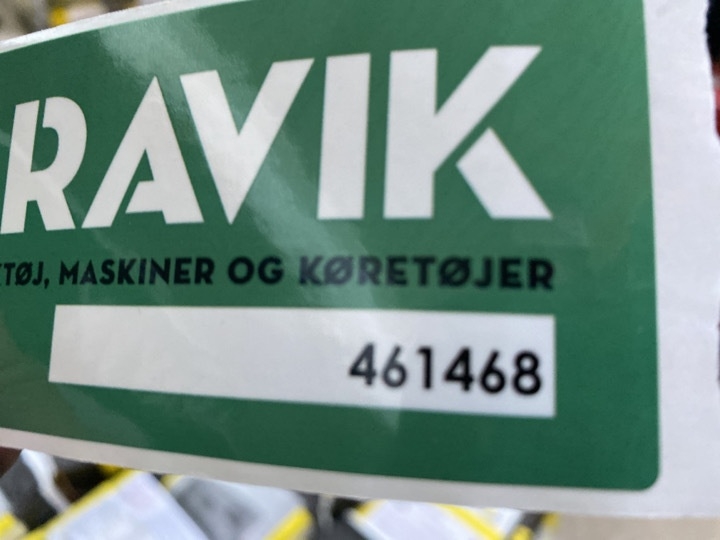 RAVIK
TØJ, MASKINER OG KØRETØJER
461468